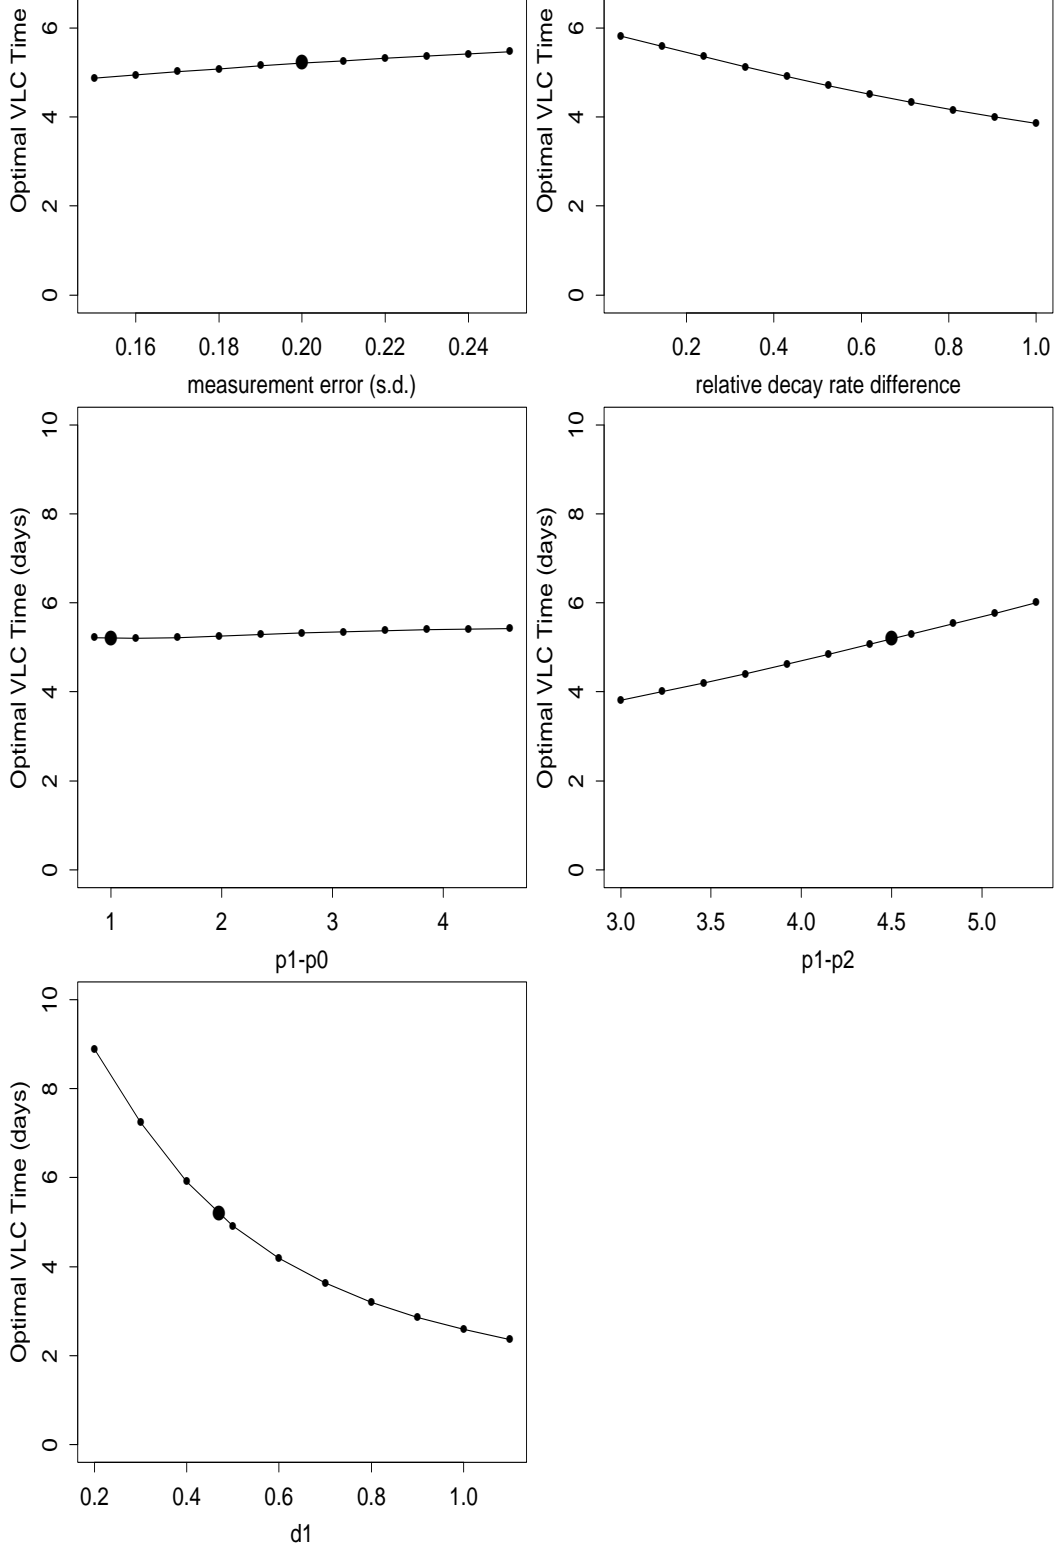 Optimal VLC Time
0 2 4 6
0.16 0.18 0.20 0.22 0.24
measurement error (s.d.)
Optimal VLC Time
0 2 4 6
0.2 0.4 0.6 0.8 1.0
relative decay rate difference
Optimal VLC Time (days)
0 2 4 6 8 10
1 2 3 4
p1-p0
Optimal VLC Time (days)
0 2 4 6 8 10
3.0 3.5 4.0 4.5 5.0
p1-p2
Optimal VLC Time (days)
0 2 4 6 8 10
0.2 0.4 0.6 0.8 1.0
d1